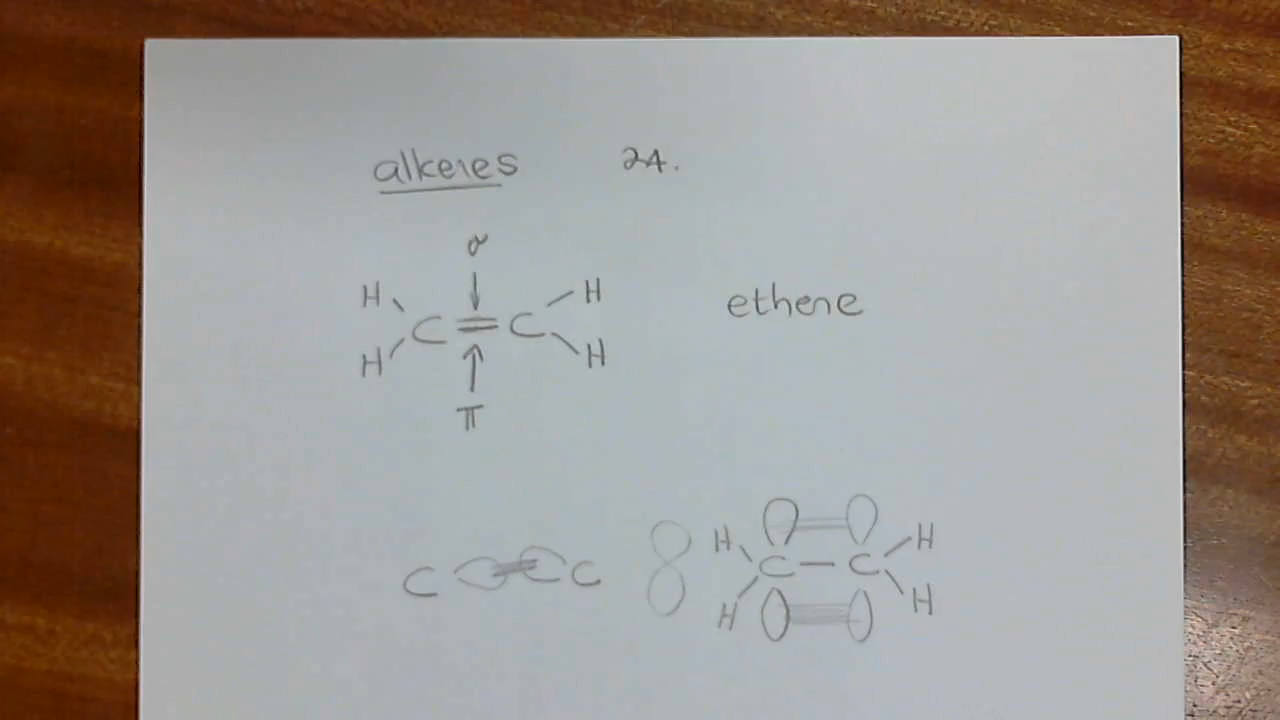 alkenes 24.
σ
H H
C = C ethene
H H
π
H H
C C C — C
H H